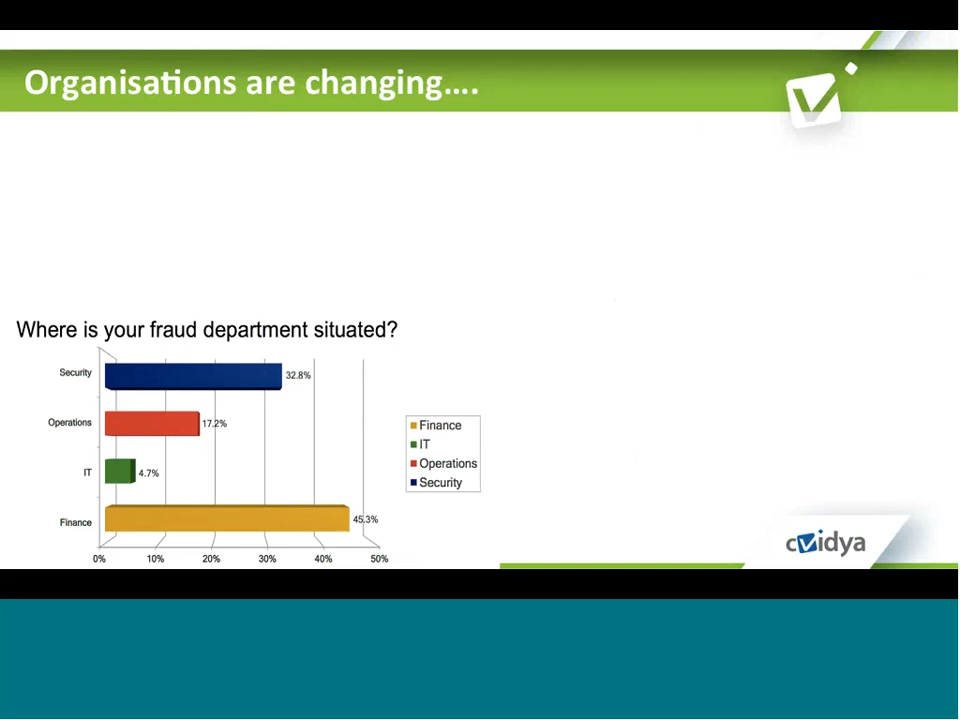 Organisations are changing....
Where is your fraud department situated?
Security
32.8%
Operations
17.2%
IT
4.7%
Finance
45.3%
0%
10%
20%
30%
40%
50%
Finance
IT
Operations
Security
cvidya